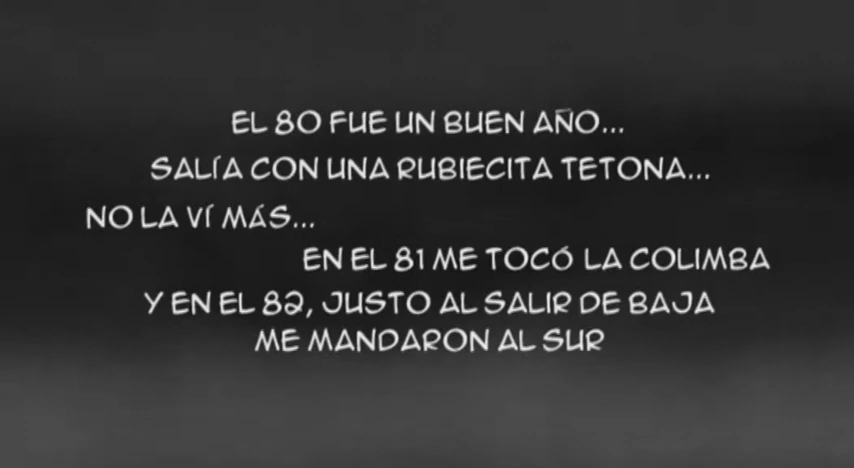 EL 80 FUE UN BUEN AÑO...
SALÍA CON UNA RUBIECITA TETONA...
NO LA VÍ MÁS...
EN EL 81 ME TOCÓ LA COLIMBA
Y EN EL 82, JUSTO AL SALIR DE BAJA
ME MANDARON AL SUR